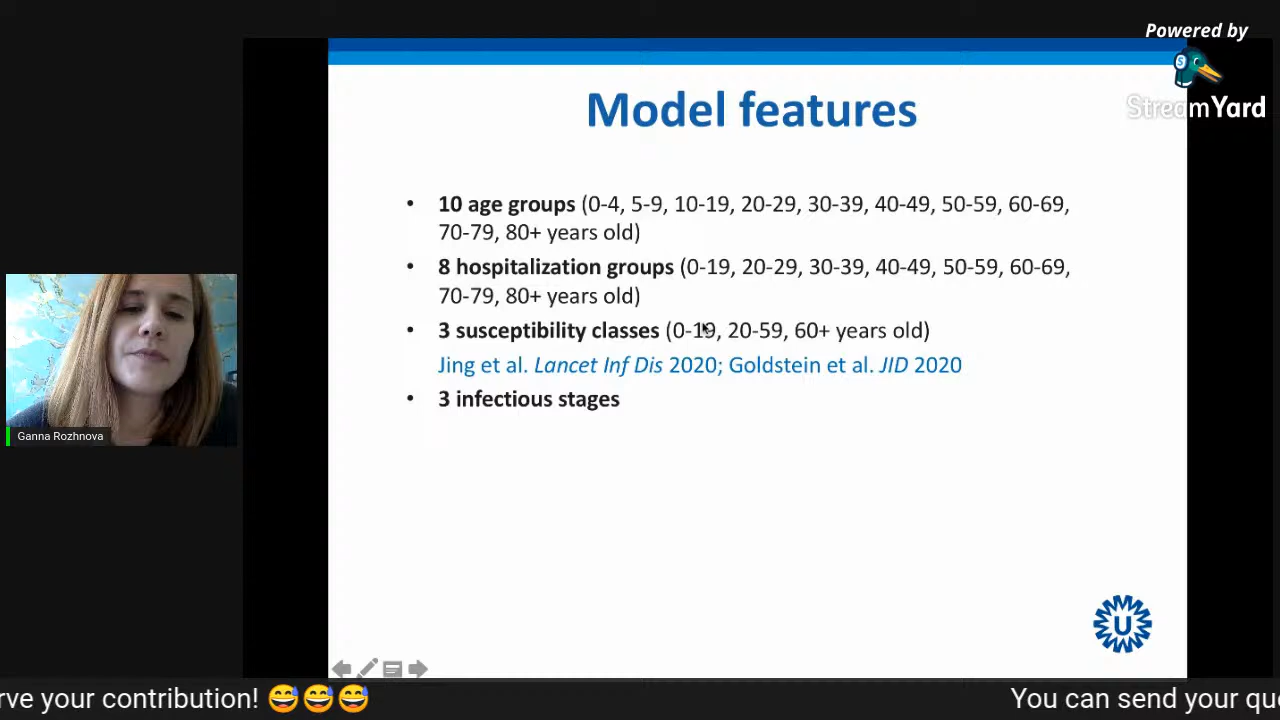 Powered by
StreamYard
Model features
• 10 age groups (0-4, 5-9, 10-19, 20-29, 30-39, 40-49, 50-59, 60-69,
70-79, 80+ years old)
• 8 hospitalization groups (0-19, 20-29, 30-39, 40-49, 50-59, 60-69,
70-79, 80+ years old)
• 3 susceptibility classes (0-19, 20-59, 60+ years old)
Jing et al. Lancet Inf Dis 2020; Goldstein et al. JID 2020
• 3 infectious stages
Ganna Rozhnova
U
rve your contribution! 😅😅😅
You can send your que